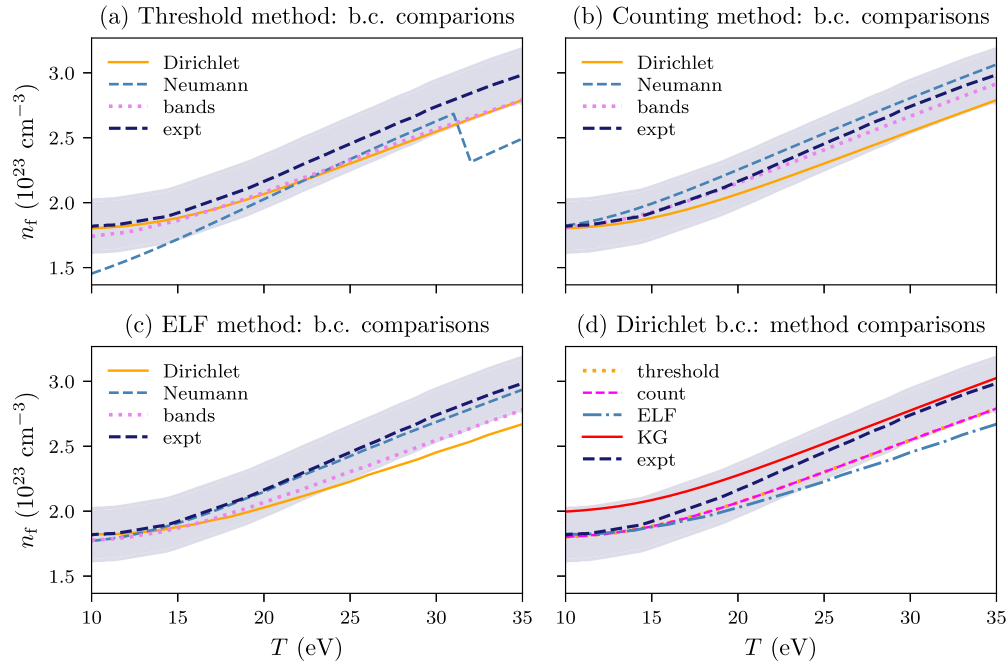 (a) Threshold method: b.c. comparions
(b) Counting method: b.c. comparisons
3.0
2.5
2.0
1.5
n_f (10^23 cm^−3)
Dirichlet
Neumann
bands
expt
Dirichlet
Neumann
bands
expt
(c) ELF method: b.c. comparisons
(d) Dirichlet b.c.: method comparisons
3.0
2.5
2.0
1.5
n_f (10^23 cm^−3)
Dirichlet
Neumann
bands
expt
threshold
count
ELF
KG
expt
10 15 20 25 30 35
10 15 20 25 30 35
T (eV)
T (eV)